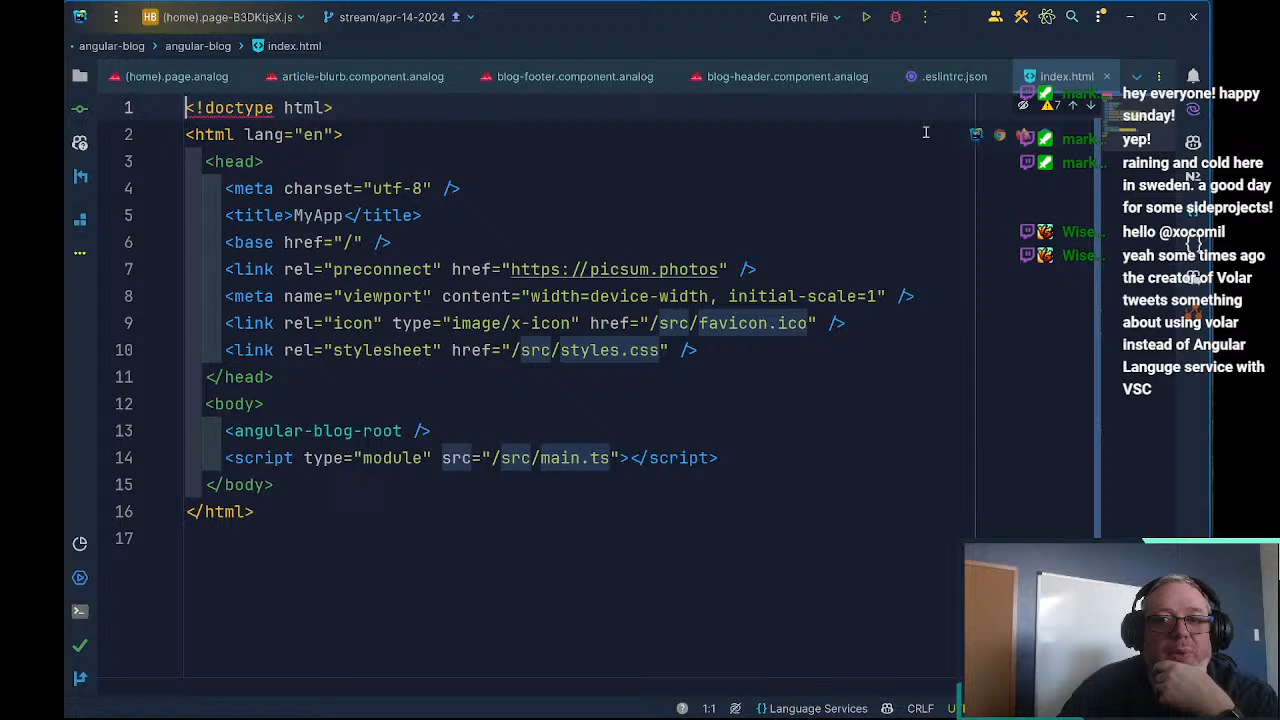 HB (home).page-B3DKtjsX.js stream/apr-14-2024 Current File
angular-blog angular-blog index.html
(home).page.analog article-blurb.component.analog blog-footer.component.analog blog-header.component.analog .eslintrc.json index.html
1 <!doctype html>
2 <html lang="en">
3 <head>
4 <meta charset="utf-8" />
5 <title>MyApp</title>
6 <base href="/" />
7 <link rel="preconnect" href="https://picsum.photos" />
8 <meta name="viewport" content="width=device-width, initial-scale=1" />
9 <link rel="icon" type="image/x-icon" href="/src/favicon.ico" />
10 <link rel="stylesheet" href="/src/styles.css" />
11 </head>
12 <body>
13 <angular-blog-root />
14 <script type="module" src="/src/main.ts"></script>
15 </body>
16 </html>
17
7
mark... hey everyone! happy
sunday!
mark... yep!
mark... raining and cold here
in sweden. a good day
for some sideprojects!
Wise... hello @xocomil
Wise... yeah some times ago
the creator of Volar
tweets something
about using volar
instead of Angular
Languge service with
VSC
1:1 Language Services CRLF